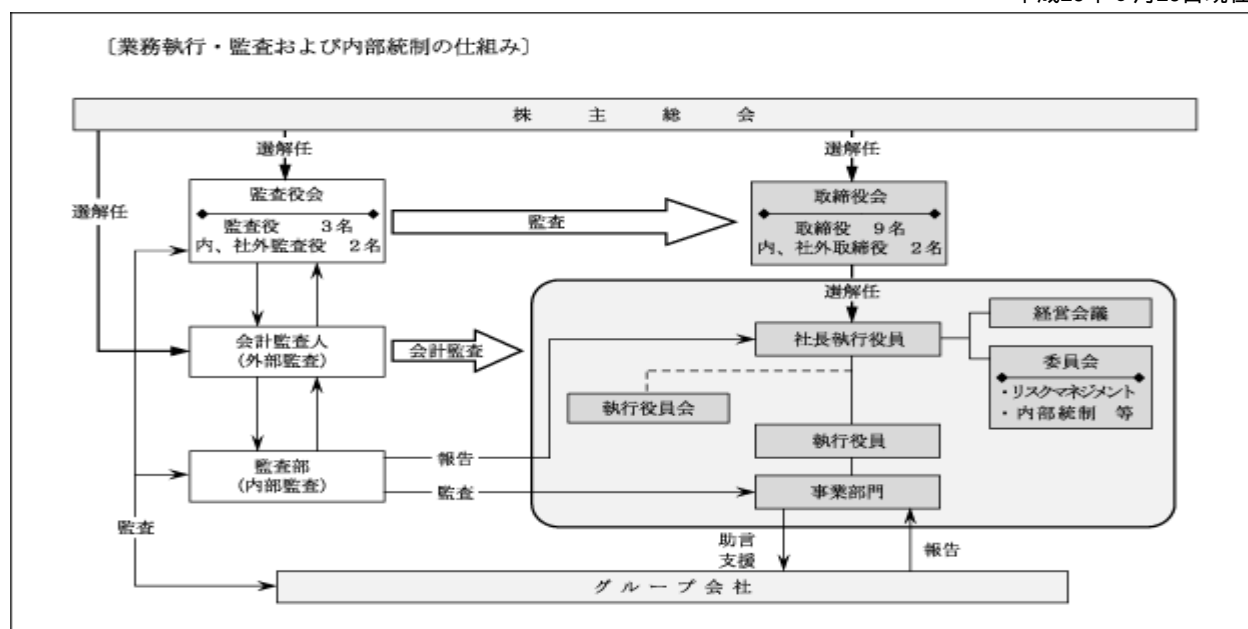 〔業務執行・監査および内部統制の仕組み〕
株主総会
選解任
選解任
選解任
監査役会
監査役 3名
内、社外監査役 2名
監査
取締役会
取締役 9名
内、社外取締役 2名
選解任
会計監査人
(外部監査)
会計監査
社長執行役員
経営会議
委員会
・リスクマネジメント
・内部統制 等
執行役員会
執行役員
監査部
(内部監査)
報告
監査
事業部門
監査
助言
支援
報告
グループ会社